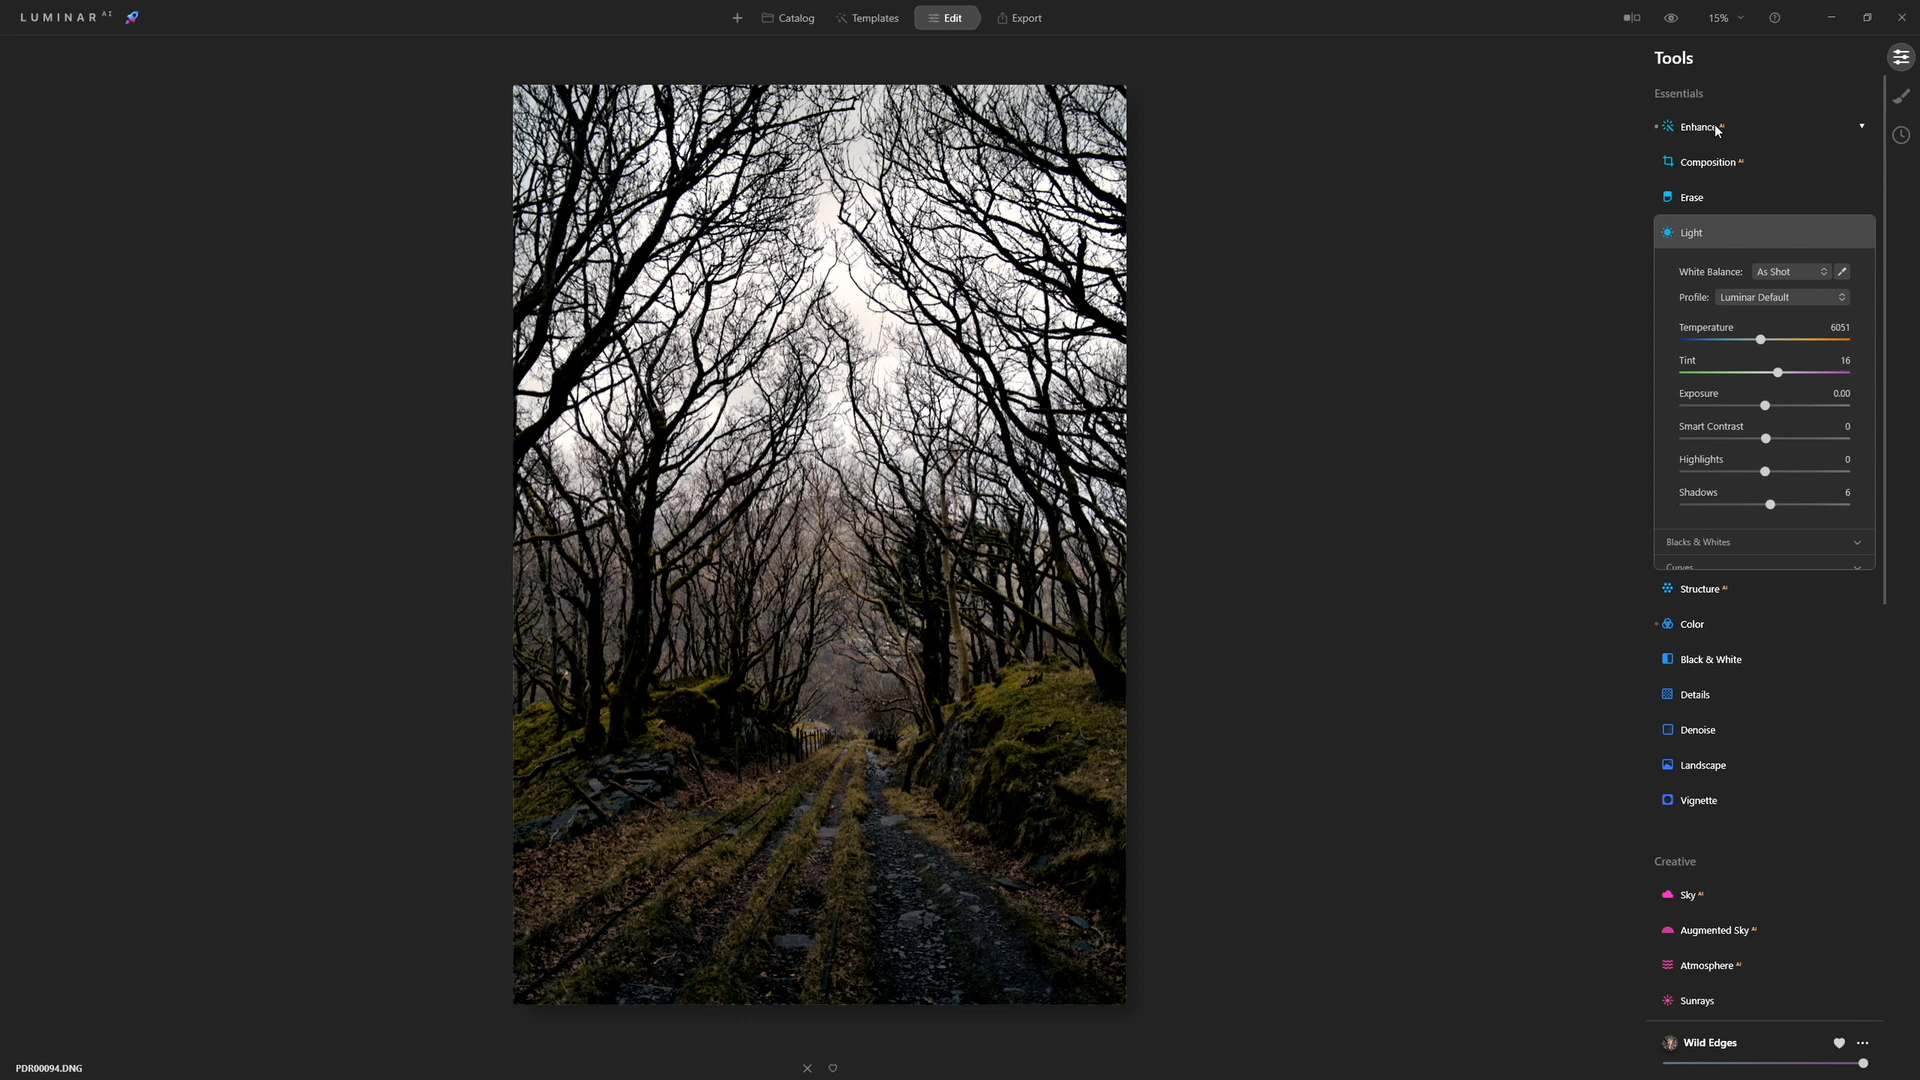 LUMINAR AI
Catalog
Templates
Edit
Export
15%
Tools
Essentials
Enhance AI
Composition AI
Erase
Light
White Balance: As Shot
Profile: Luminar Default
Temperature 6051
Tint 16
Exposure 0.00
Smart Contrast 0
Highlights 0
Shadows 6
Blacks & Whites
Curves
Structure AI
Color
Black & White
Details
Denoise
Landscape
Vignette
Creative
Sky AI
Augmented Sky AI
Atmosphere AI
Sunrays
Wild Edges
PDR00094.DNG